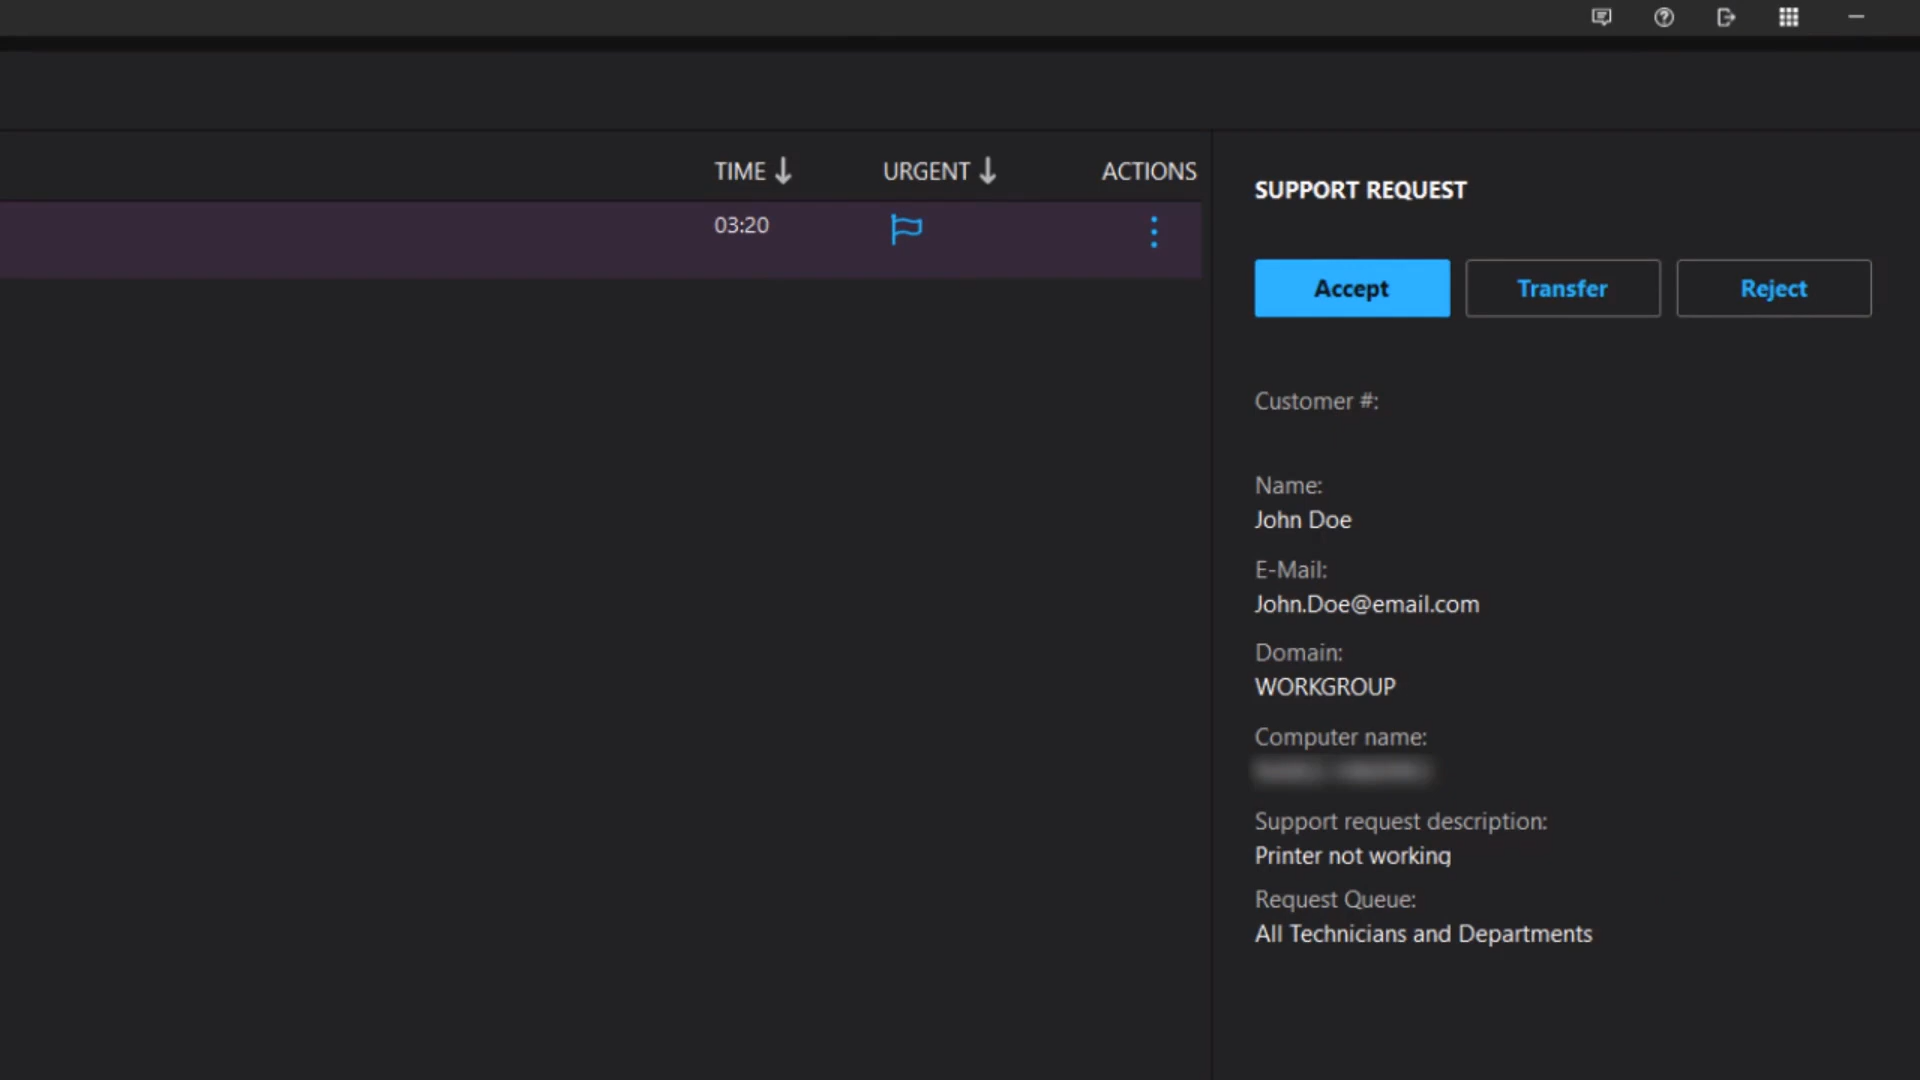 TIME URGENT ACTIONS
03:20
SUPPORT REQUEST
Accept Transfer Reject
Customer #:
Name:
John Doe
E-Mail:
John.Doe@email.com
Domain:
WORKGROUP
Computer name:
Support request description:
Printer not working
Request Queue:
All Technicians and Departments